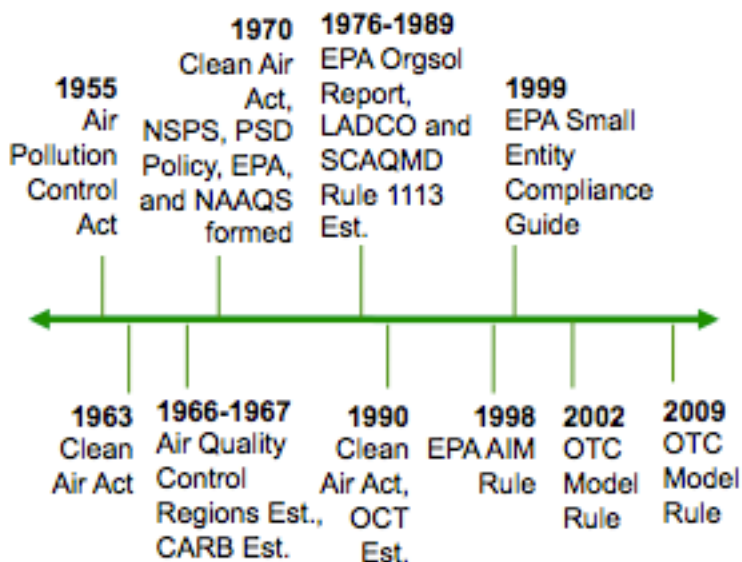 1955
Air
Pollution
Control
Act
1970
Clean Air
Act,
NSPS, PSD
Policy, EPA,
and NAAQS
formed
1976-1989
EPA Orgsol
Report,
LADCO and
SCAQMD
Rule 1113
Est.
1999
EPA Small
Entity
Compliance
Guide
1963
Clean
Air Act
1966-1967
Air Quality
Control
Regions Est.,
CARB Est.
1990
Clean
Air Act,
OCT
Est.
1998
EPA AIM
Rule
2002
OTC
Model
Rule
2009
OTC
Model
Rule